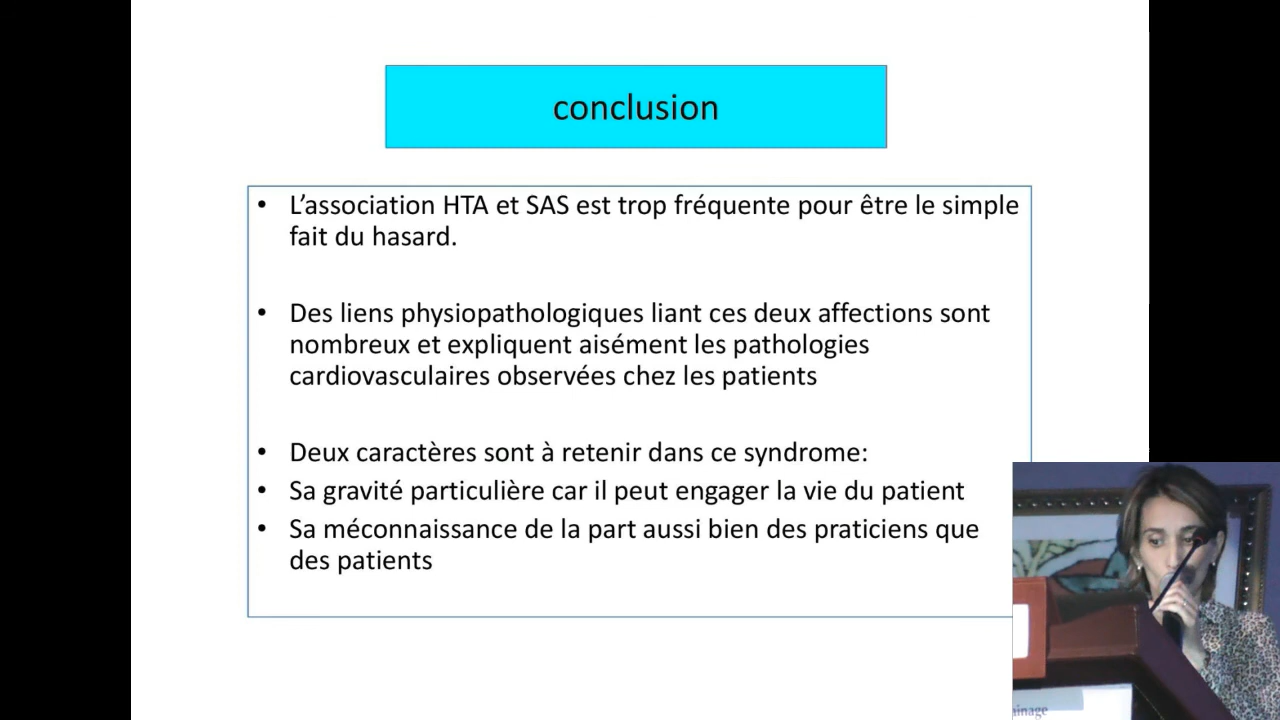 conclusion
• L’association HTA et SAS est trop fréquente pour être le simple
fait du hasard.
• Des liens physiopathologiques liant ces deux affections sont
nombreux et expliquent aisément les pathologies
cardiovasculaires observées chez les patients
• Deux caractères sont à retenir dans ce syndrome:
• Sa gravité particulière car il peut engager la vie du patient
• Sa méconnaissance de la part aussi bien des praticiens que
des patients